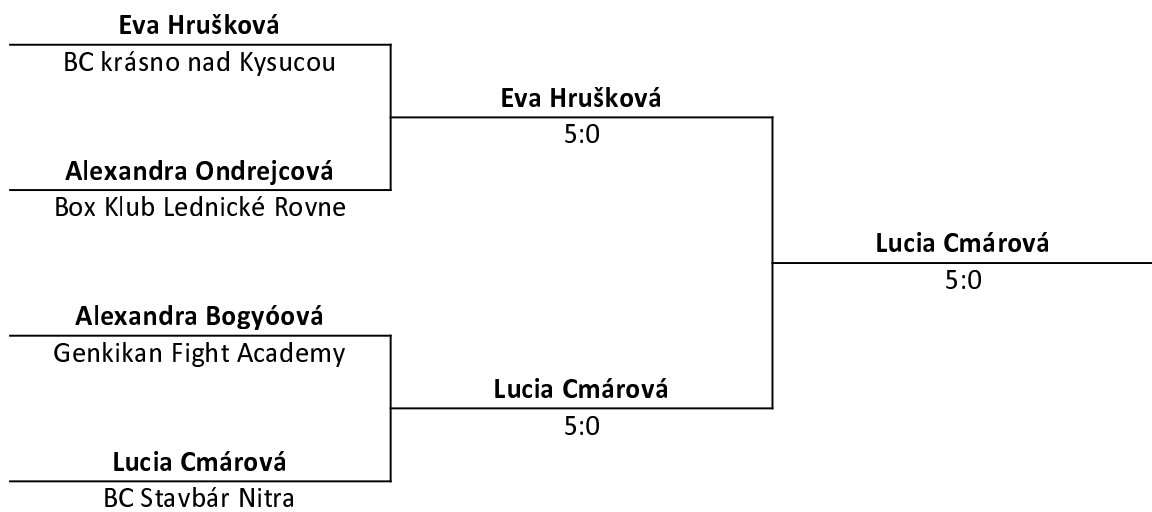 Eva Hrušková
BC krásno nad Kysucou
Eva Hrušková
5:0
Alexandra Ondrejcová
Box Klub Lednické Rovne
Lucia Cmárová
5:0
Alexandra Bogyóová
Genkikan Fight Academy
Lucia Cmárová
5:0
Lucia Cmárová
BC Stavbár Nitra